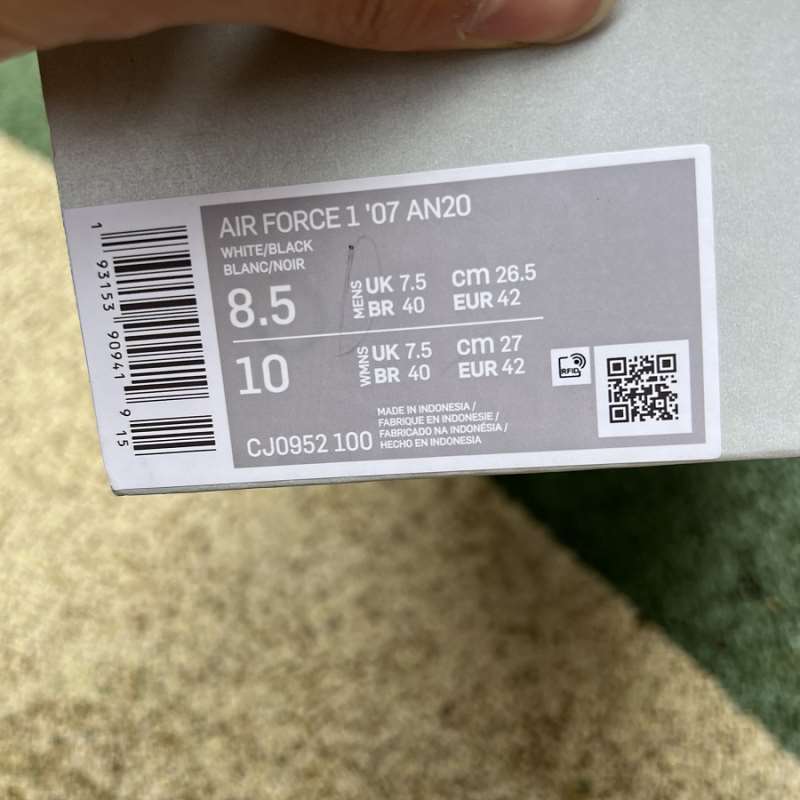 AIR FORCE 1 '07 AN20
WHITE/BLACK
BLANC/NOIR
8.5
MENS
UK 7.5 cm 26.5
BR 40 EUR 42
10
WMNS
UK 7.5 cm 27
BR 40 EUR 42
RFID
CJ0952 100
MADE IN INDONESIA /
FABRIQUE EN INDONESIE /
FABRICADO NA INDONÉSIA /
HECHO EN INDONESIA
1 93153 90941 9 15